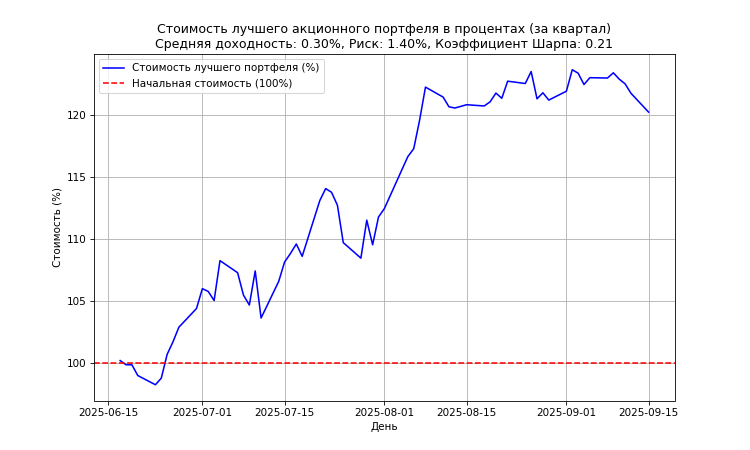 Стоимость лучшего акционного портфеля в процентах (за квартал)
Средняя доходность: 0.30%, Риск: 1.40%, Коэффициент Шарпа: 0.21
Стоимость лучшего портфеля (%)
Начальная стоимость (100%)
Стоимость (%)
120
115
110
105
100
2025-06-15
2025-07-01
2025-07-15
2025-08-01
2025-08-15
2025-09-01
2025-09-15
День